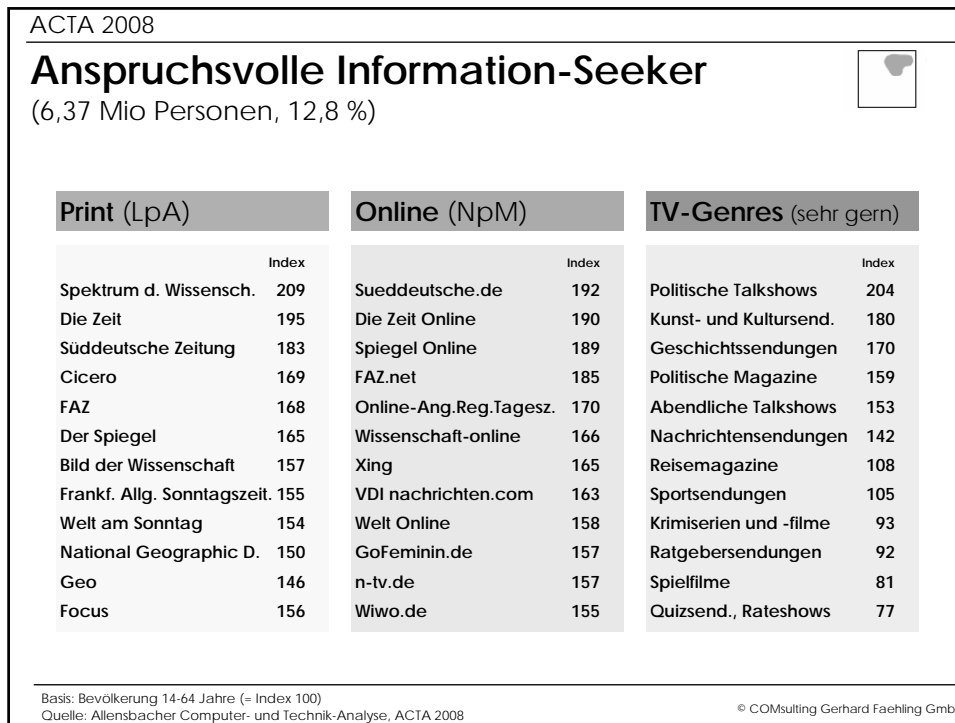 ACTA 2008
Anspruchsvolle Information-Seeker
(6,37 Mio Personen, 12,8 %)
Print (LpA)
Index
Spektrum d. Wissensch. 209
Die Zeit 195
Süddeutsche Zeitung 183
Cicero 169
FAZ 168
Der Spiegel 165
Bild der Wissenschaft 157
Frankf. Allg. Sonntagszeit. 155
Welt am Sonntag 154
National Geographic D. 150
Geo 146
Focus 156
Online (NpM)
Index
Sueddeutsche.de 192
Die Zeit Online 190
Spiegel Online 189
FAZ.net 185
Online-Ang.Reg.Tagesz. 170
Wissenschaft-online 166
Xing 165
VDI nachrichten.com 163
Welt Online 158
GoFeminin.de 157
n-tv.de 157
Wiwo.de 155
TV-Genres (sehr gern)
Index
Politische Talkshows 204
Kunst- und Kultursend. 180
Geschichtssendungen 170
Politische Magazine 159
Abendliche Talkshows 153
Nachrichtensendungen 142
Reisemagazine 108
Sportsendungen 105
Krimiserien und -filme 93
Ratgebersendungen 92
Spielfilme 81
Quizsend., Rateshows 77
Basis: Bevölkerung 14-64 Jahre (= Index 100)
Quelle: Allensbacher Computer- und Technik-Analyse, ACTA 2008
© COMsulting Gerhard Faehling Gmb